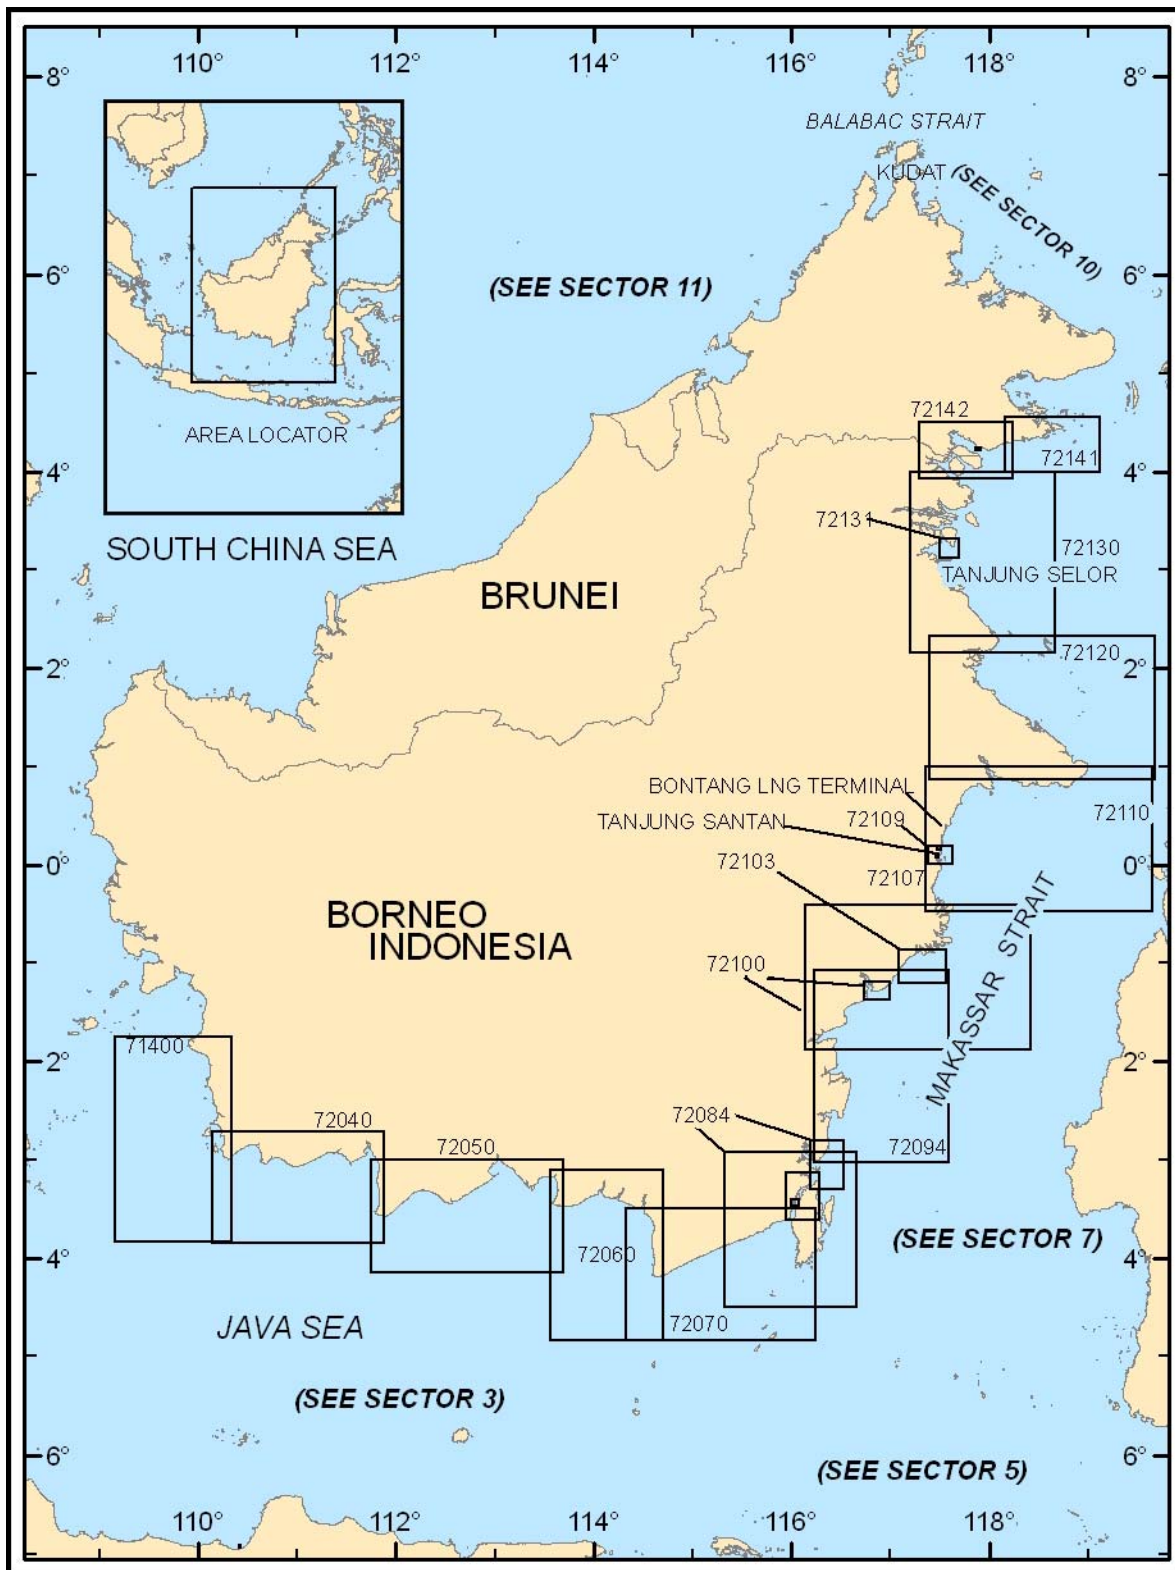 110° 112° 114° 116° 118°
8° 8°
BALABAC STRAIT
KUDAT
(SEE SECTOR 10)
6° 6°
(SEE SECTOR 11)
AREA LOCATOR
72142
72141
4° 4°
72131
SOUTH CHINA SEA
72130
TANJUNG SELOR
BRUNEI
72120
2° 2°
BONTANG LNG TERMINAL
72110
TANJUNG SANTAN
72109
72103
0° 0°
72107
BORNEO
INDONESIA
72100
MAKASSAR STRAIT
71400
2° 2°
72040
72084
72050
72094
(SEE SECTOR 7)
4° 4°
72060
JAVA SEA
72070
(SEE SECTOR 3)
6° 6°
(SEE SECTOR 5)
110° 112° 114° 116° 118°